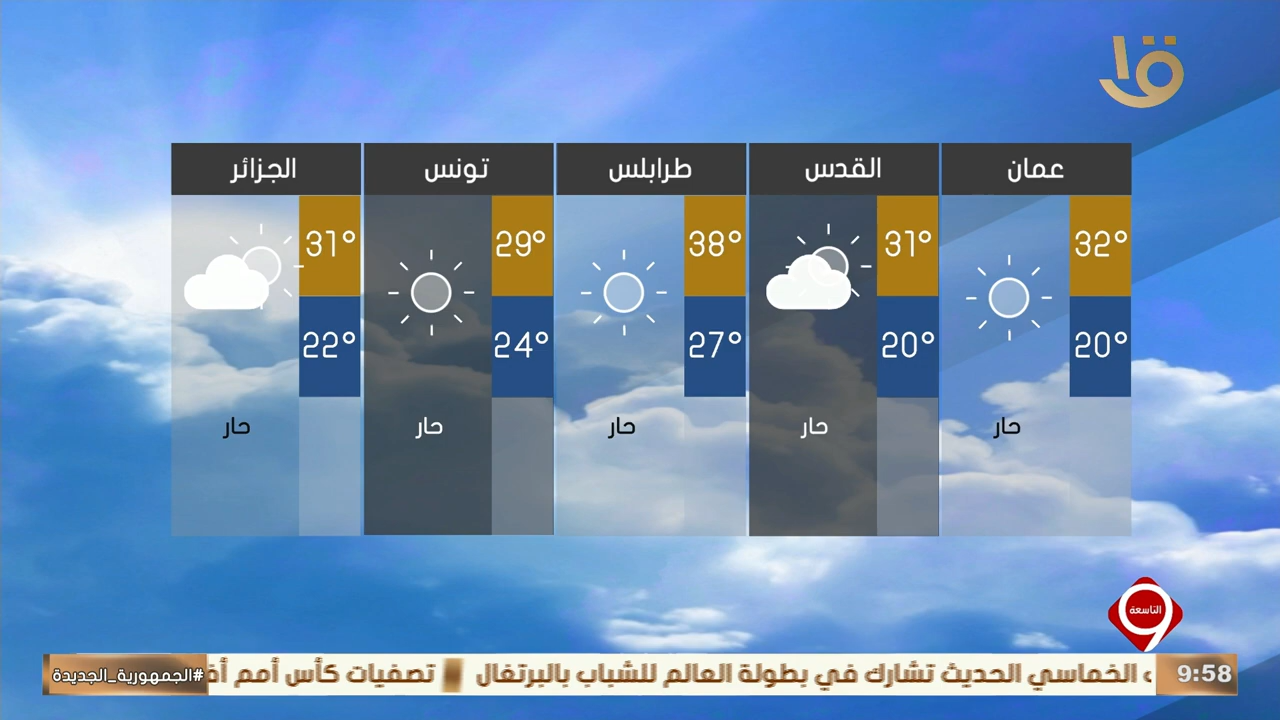 عمان
32°
20°
حار
القدس
31°
20°
حار
طرابلس
38°
27°
حار
تونس
29°
24°
حار
الجزائر
31°
22°
حار
التاسعة
9
9:58
الخماسي الحديث تشارك في بطولة العالم للشباب بالبرتغال
تصفيات كأس أمم
#الجمهورية_الجديدة